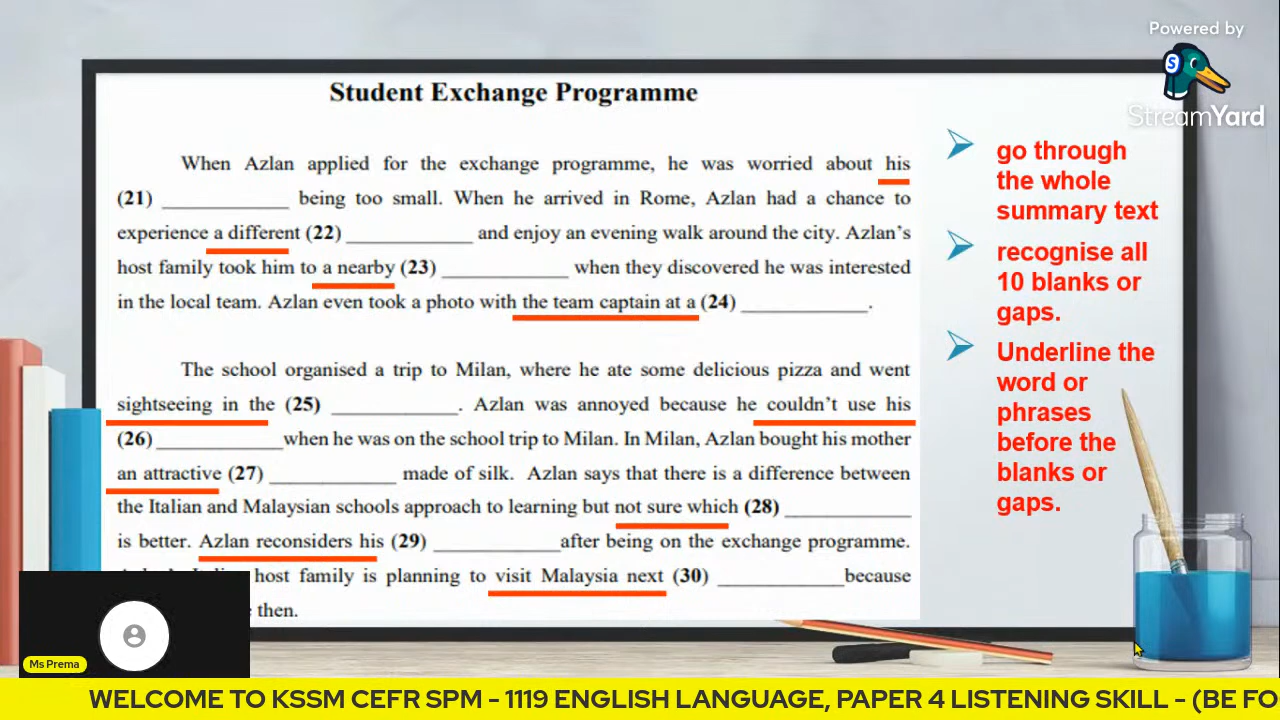 Powered by
StreamYard
Student Exchange Programme
When Azlan applied for the exchange programme, he was worried about his
(21) ____________ being too small. When he arrived in Rome, Azlan had a chance to
experience a different (22) ____________ and enjoy an evening walk around the city. Azlan's
host family took him to a nearby (23) ____________ when they discovered he was interested
in the local team. Azlan even took a photo with the team captain at a (24) ____________.
The school organised a trip to Milan, where he ate some delicious pizza and went
sightseeing in the (25) ____________. Azlan was annoyed because he couldn't use his
(26) ____________when he was on the school trip to Milan. In Milan, Azlan bought his mother
an attractive (27) ____________ made of silk. Azlan says that there is a difference between
the Italian and Malaysian schools approach to learning but not sure which (28) ____________
is better. Azlan reconsiders his (29) ____________after being on the exchange programme.
host family is planning to visit Malaysia next (30) ____________because
then.
go through
the whole
summary text
recognise all
10 blanks or
gaps.
Underline the
word or
phrases
before the
blanks or
gaps.
Ms Prema
WELCOME TO KSSM CEFR SPM - 1119 ENGLISH LANGUAGE, PAPER 4 LISTENING SKILL - (BE FO